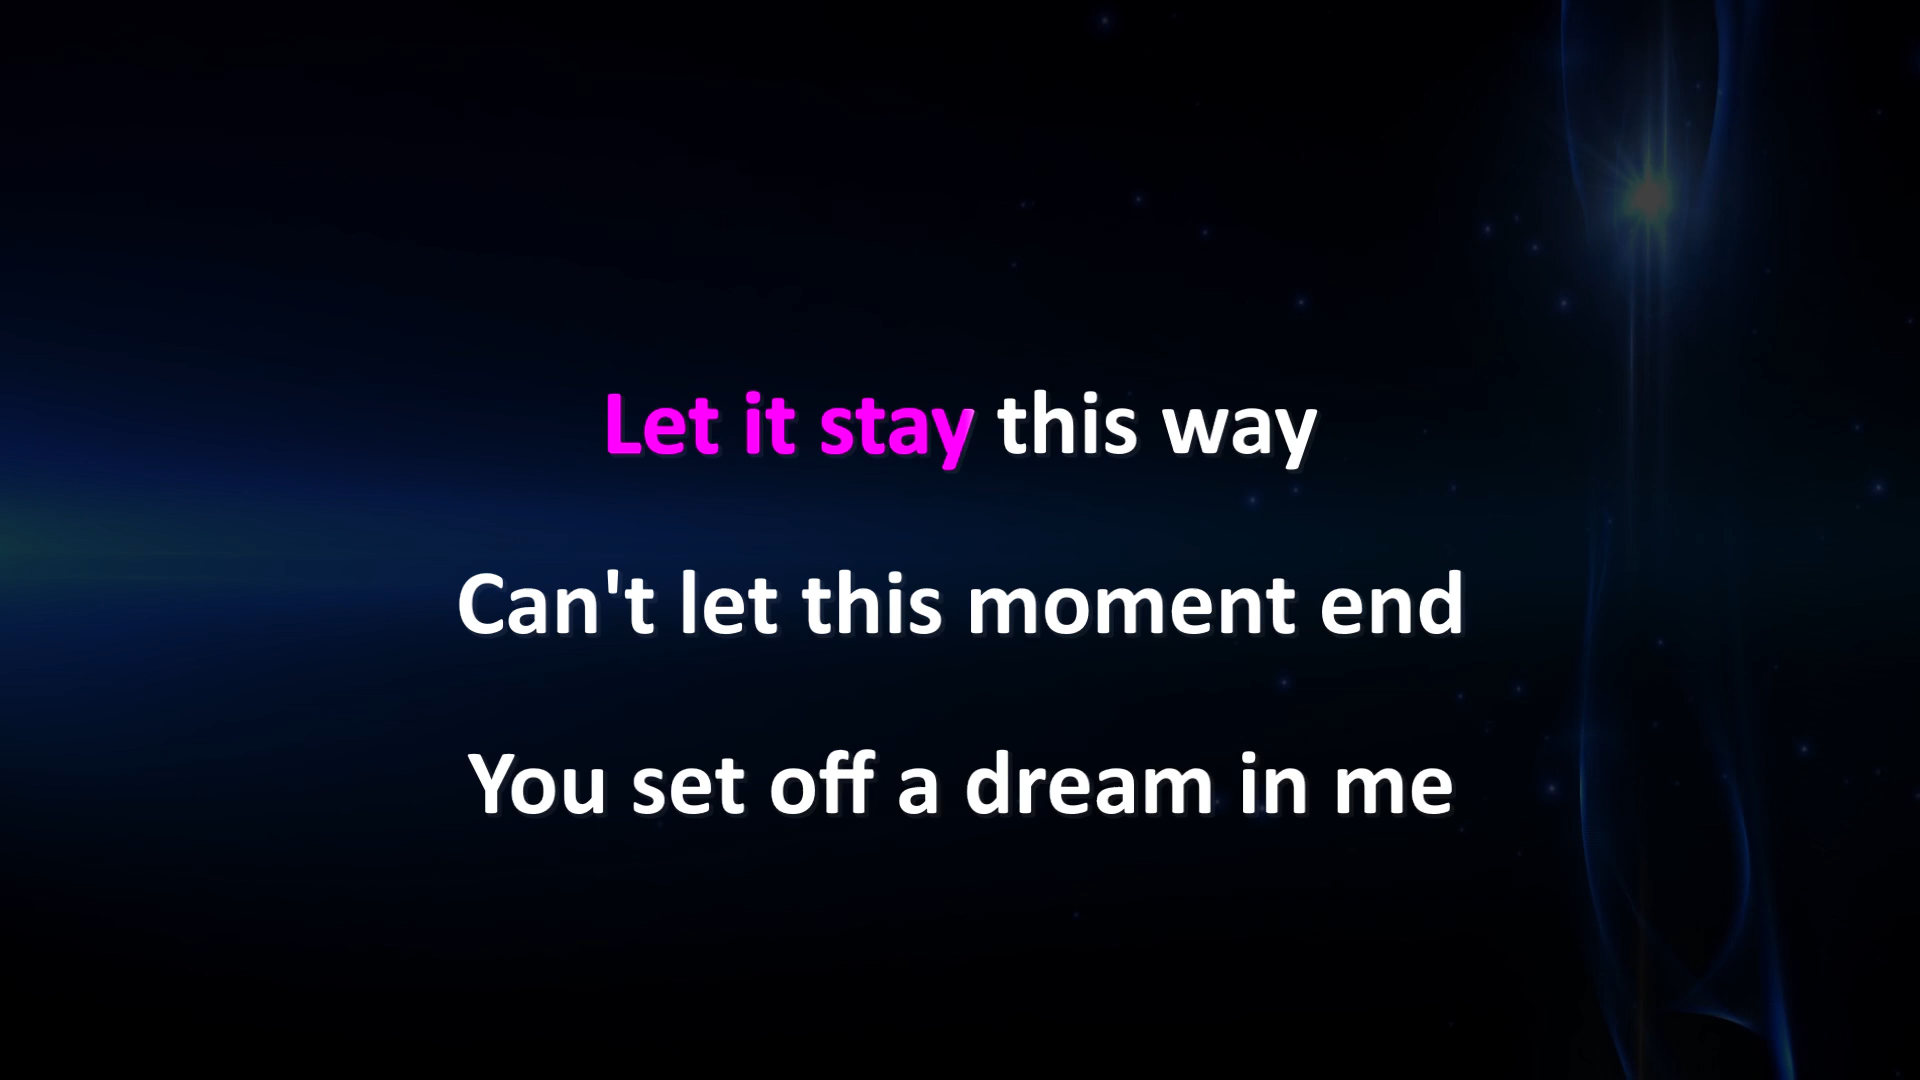 Let it stay this way
Can't let this moment end
You set off a dream in me